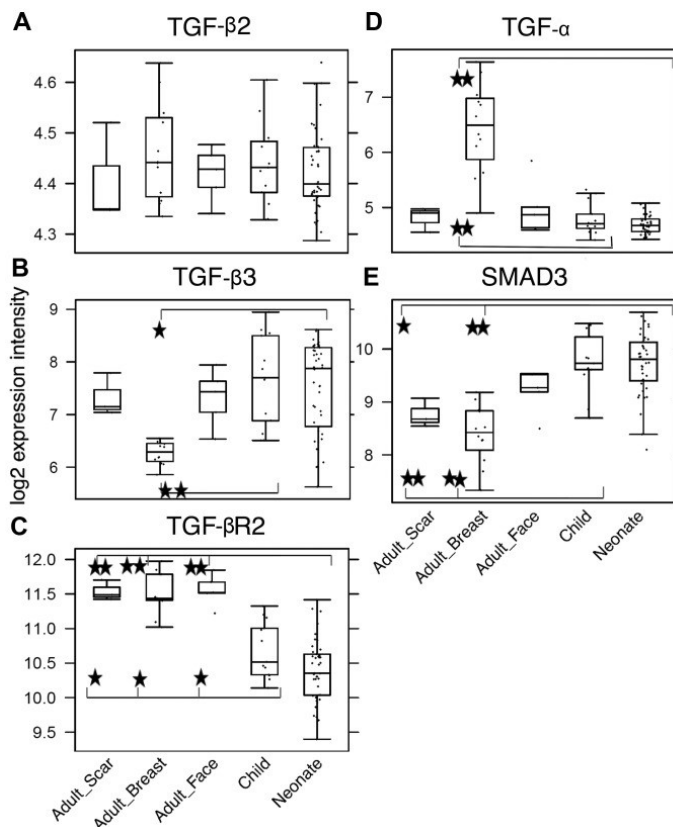 A
TGF-β2
4.6
4.5
4.4
4.3
B
TGF-β3
9
8
7
6
C
TGF-βR2
12.0
11.5
11.0
10.5
10.0
9.5
Adult_Scar
Adult_Breast
Adult_Face
Child
Neonate
log2 expression intensity
D
TGF-α
7
6
5
E
SMAD3
10
9
8
Adult_Scar
Adult_Breast
Adult_Face
Child
Neonate